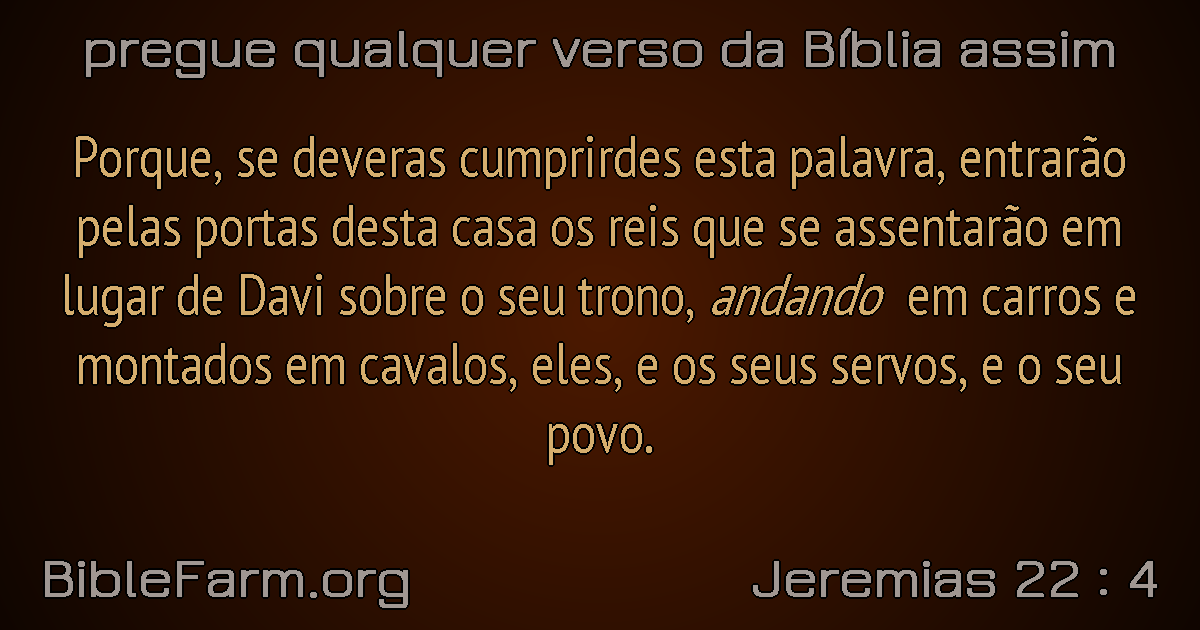 pregue qualquer verso da Bíblia assim
Porque, se deveras cumprirdes esta palavra, entrarão
pelas portas desta casa os reis que se assentarão em
lugar de Davi sobre o seu trono, andando em carros e
montados em cavalos, eles, e os seus servos, e o seu
povo.
BibleFarm.org
Jeremias 22 : 4